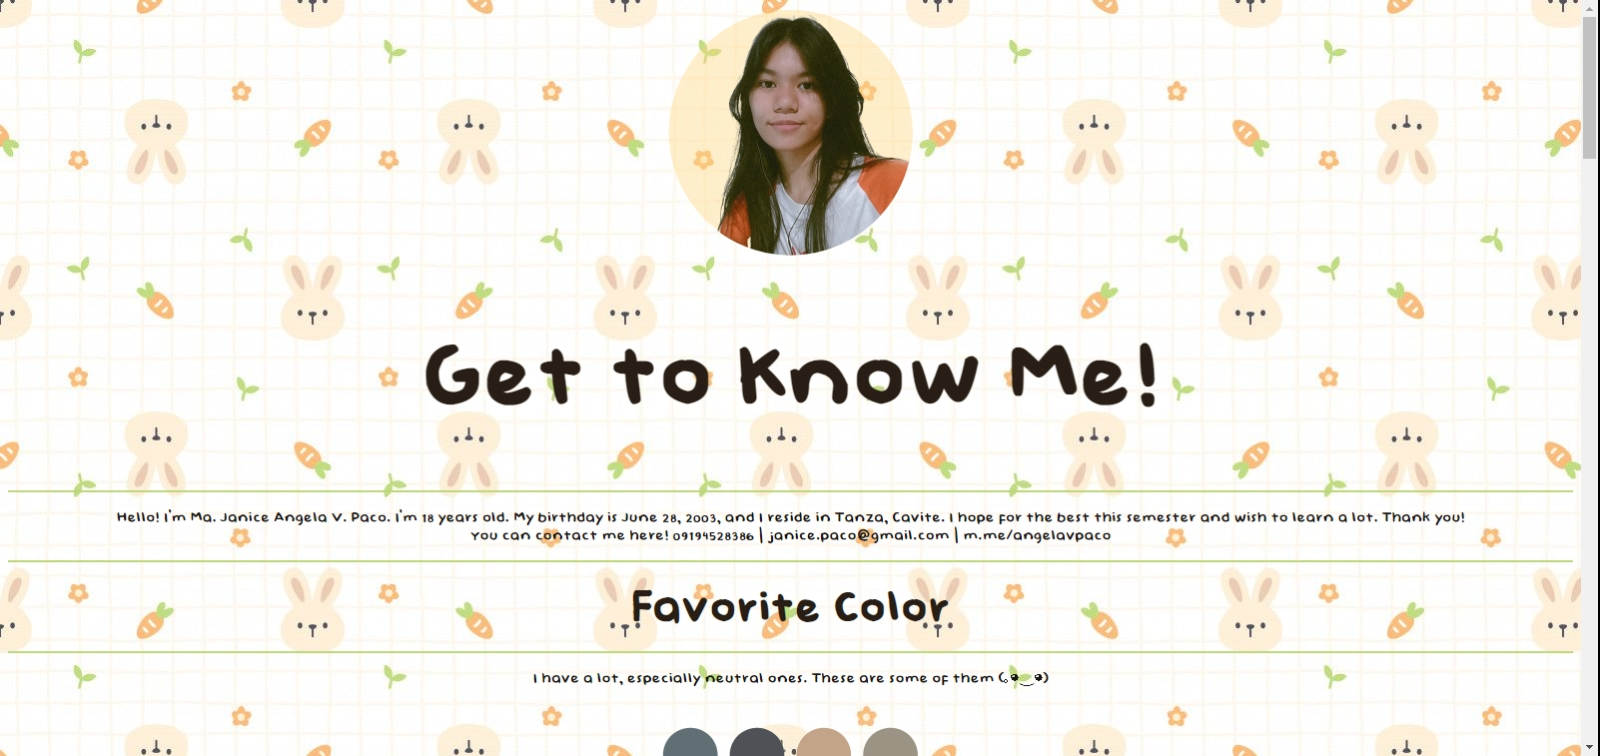 Get to Know Me!
Hello! I'm Ma. Janice Angela V. Paco. I'm 18 years old. My birthday is June 28, 2003, and I reside in Tanza, Cavite. I hope for the best this semester and wish to learn a lot. Thank you!
You can contact me here! 09194528386 | janice.paco@gmail.com | m.me/angelavpaco
Favorite Color
I have a lot, especially neutral ones. These are some of them (｡◕‿◕)